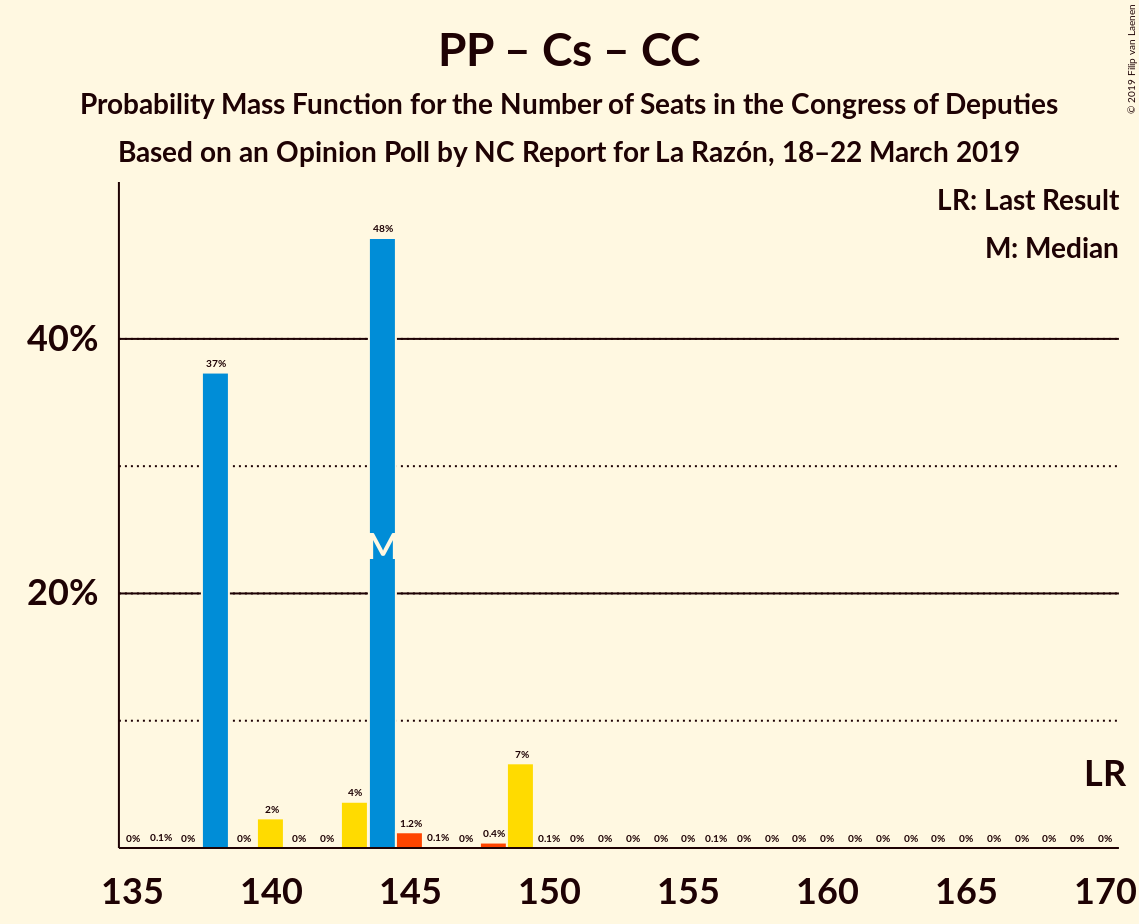 PP – Cs – CC
Probability Mass Function for the Number of Seats in the Congress of Deputies
Based on an Opinion Poll by NC Report for La Razón, 18–22 March 2019
© 2019 Filip van Laenen
LR: Last Result
M: Median
40%
20%
0% 0.1% 0% 37% 0% 2% 0% 0% 4% 48% 1.2% 0.1% 0% 0.4% 7% 0.1% 0% 0% 0% 0% 0% 0.1% 0% 0% 0% 0% 0% 0% 0% 0% 0% 0% 0% 0% 0% 0%
M
LR
135 140 145 150 155 160 165 170